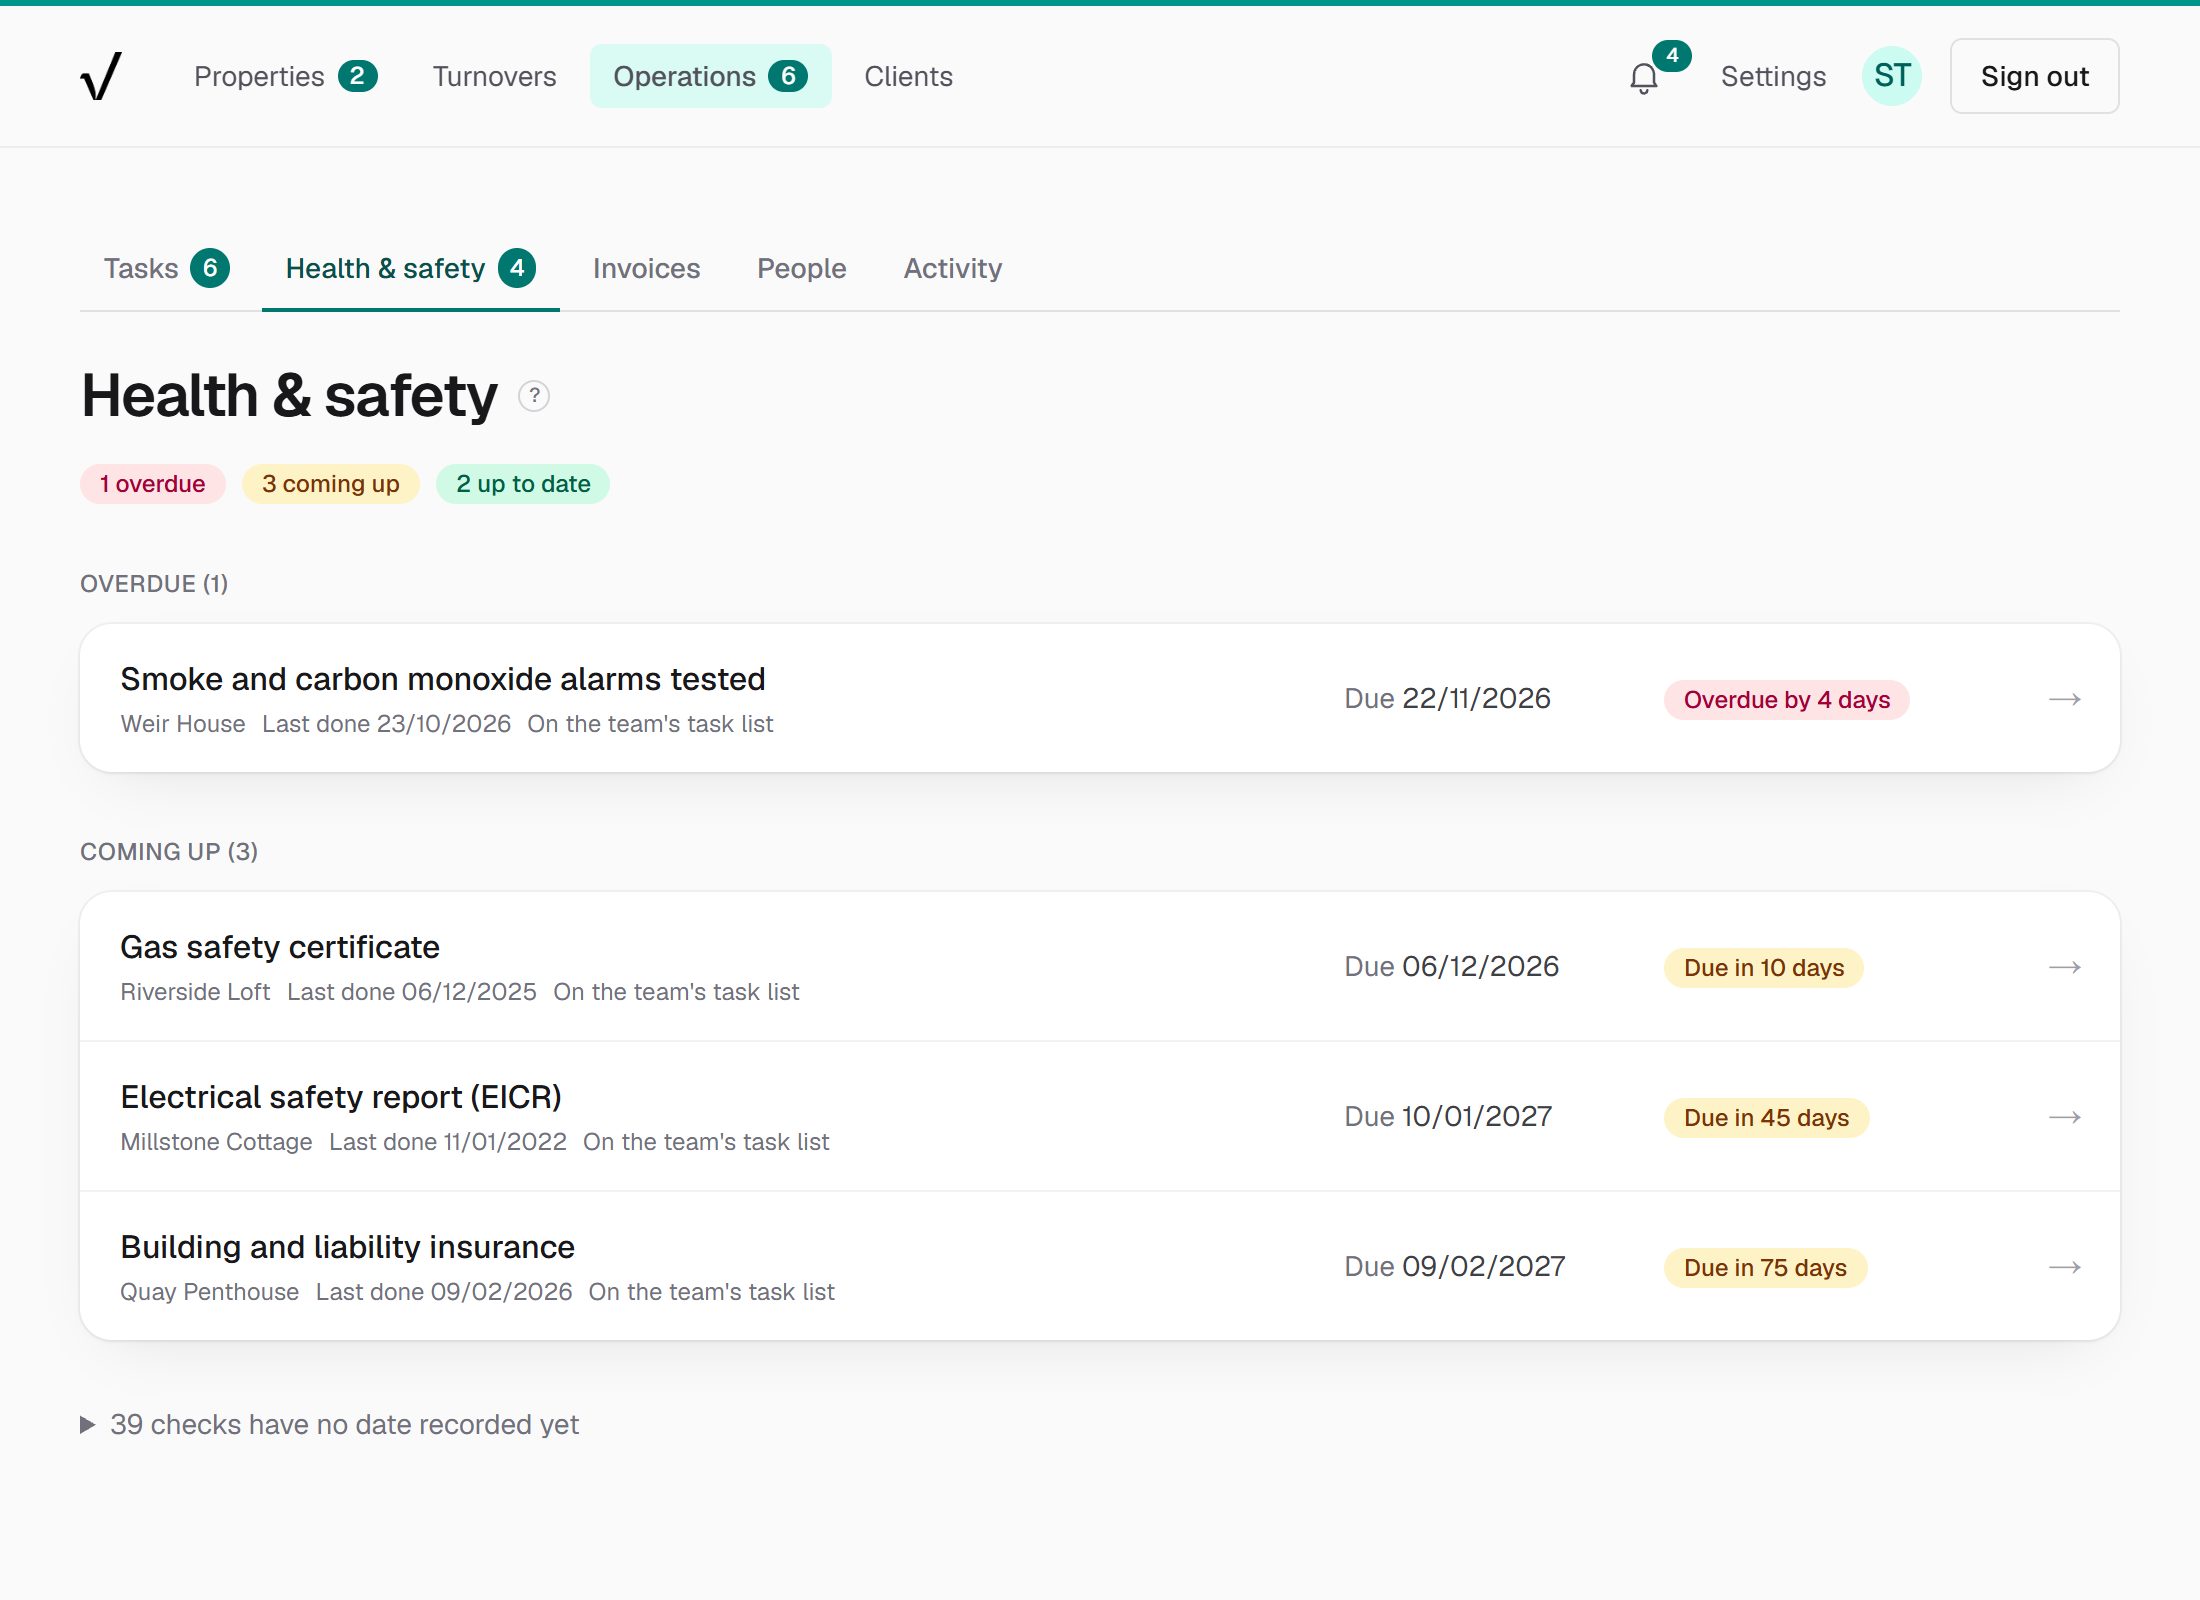 Properties 2 Turnovers Operations 6 Clients 4 Settings ST Sign out
Tasks 6 Health & safety 4 Invoices People Activity
Health & safety ?
1 overdue 3 coming up 2 up to date
OVERDUE (1)
Smoke and carbon monoxide alarms tested
Weir House Last done 23/10/2026 On the team's task list
Due 22/11/2026 Overdue by 4 days →
COMING UP (3)
Gas safety certificate
Riverside Loft Last done 06/12/2025 On the team's task list
Due 06/12/2026 Due in 10 days →
Electrical safety report (EICR)
Millstone Cottage Last done 11/01/2022 On the team's task list
Due 10/01/2027 Due in 45 days →
Building and liability insurance
Quay Penthouse Last done 09/02/2026 On the team's task list
Due 09/02/2027 Due in 75 days →
39 checks have no date recorded yet